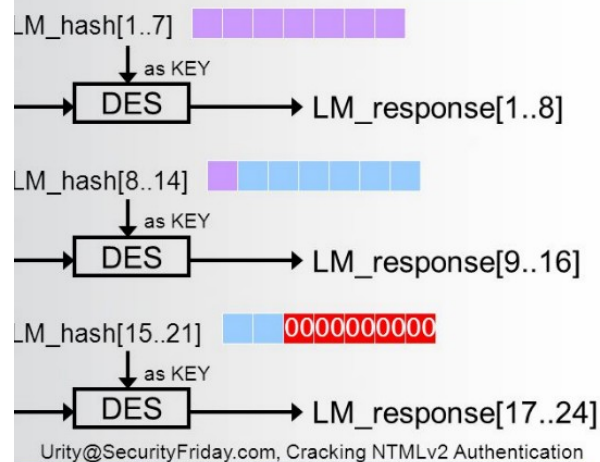 LM_hash[1..7]
as KEY
DES
LM_response[1..8]
LM_hash[8..14]
as KEY
DES
LM_response[9..16]
LM_hash[15..21]
0000000000
as KEY
DES
LM_response[17..24]
Urity@SecurityFriday.com, Cracking NTMLv2 Authentication